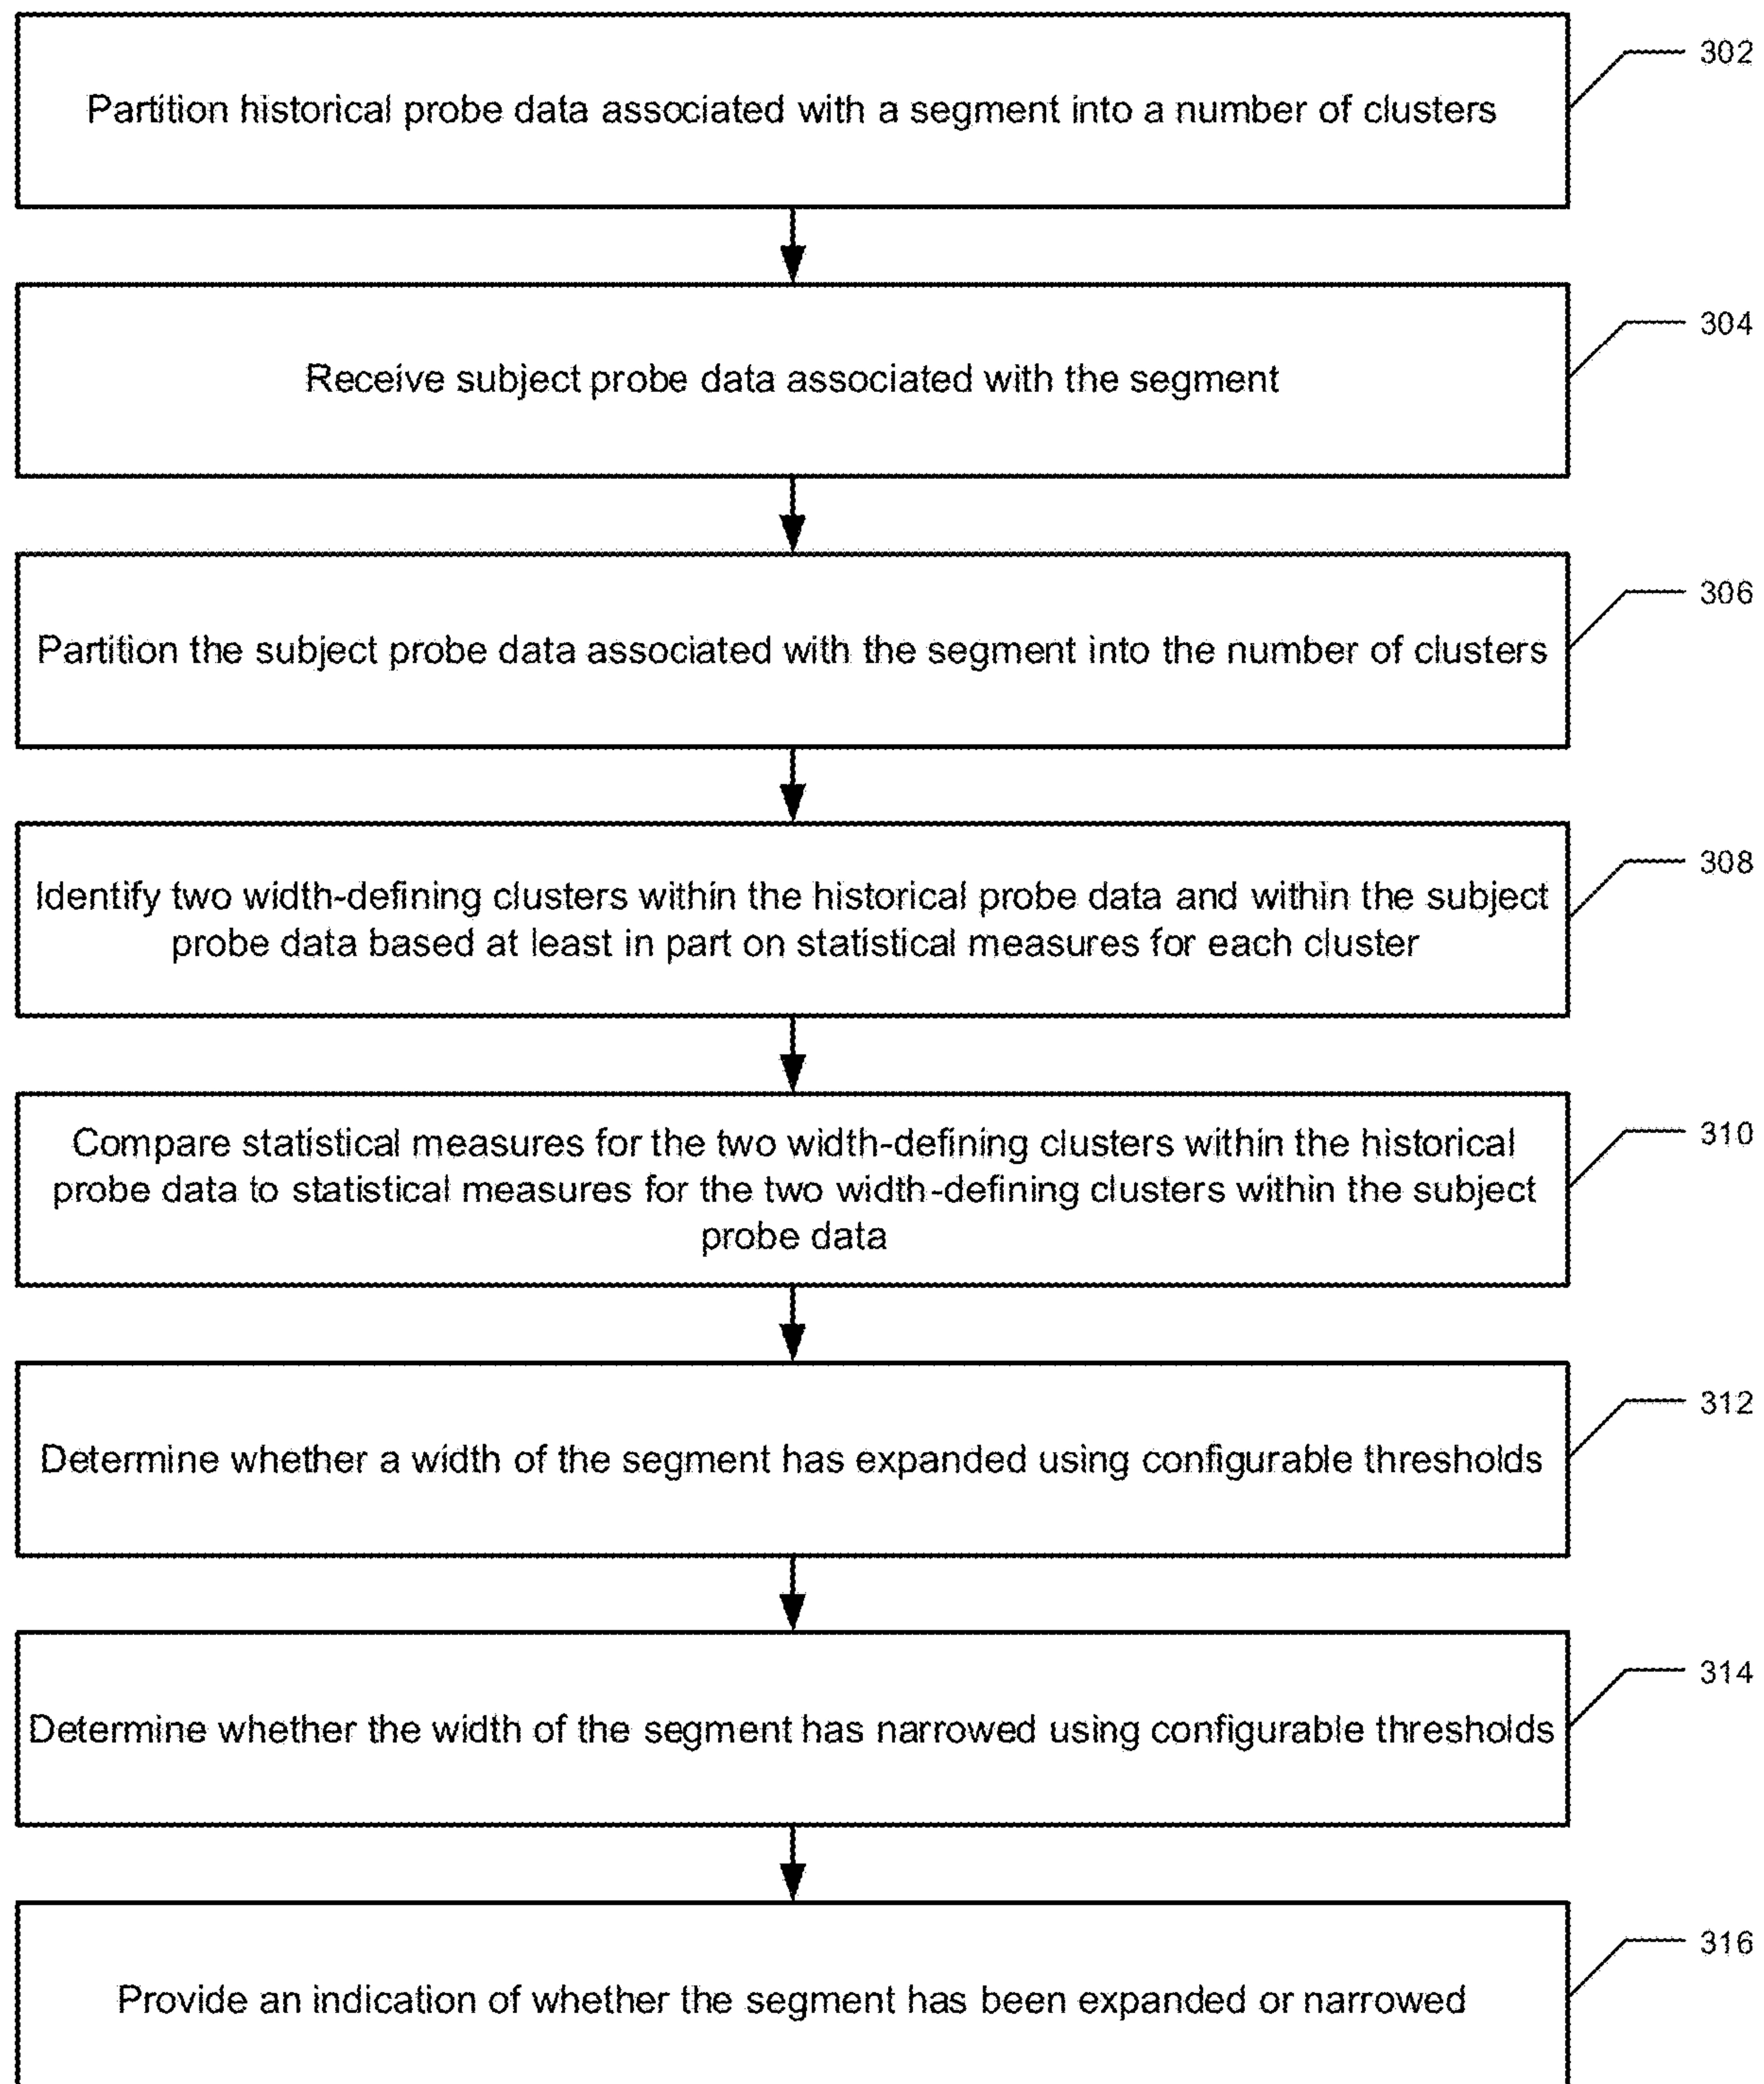 302
Partition historical probe data associated with a segment into a number of clusters
304
Receive subject probe data associated with the segment
306
Partition the subject probe data associated with the segment into the number of clusters
308
Identify two width-defining clusters within the historical probe data and within the subject
probe data based at least in part on statistical measures for each cluster
310
Compare statistical measures for the two width-defining clusters within the historical
probe data to statistical measures for the two width-defining clusters within the subject
probe data
312
Determine whether a width of the segment has expanded using configurable thresholds
314
Determine whether the width of the segment has narrowed using configurable thresholds
316
Provide an indication of whether the segment has been expanded or narrowed